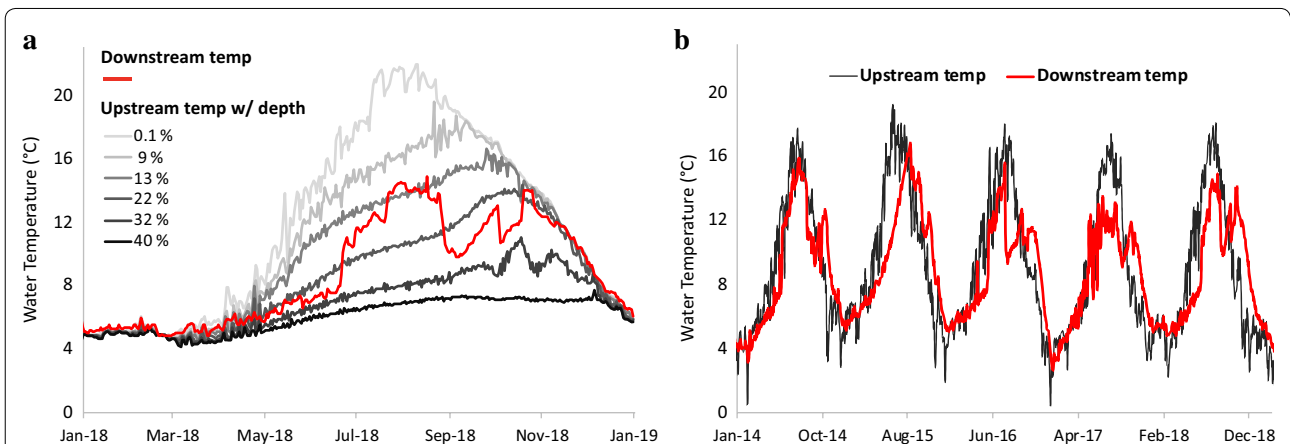 a
Downstream temp
Upstream temp w/ depth
0.1 %
9 %
13 %
22 %
32 %
40 %
Water Temperature (°C)
20
16
12
8
4
0
Jan-18 Mar-18 May-18 Jul-18 Sep-18 Nov-18 Jan-19
b
Upstream temp Downstream temp
Water Temperature (°C)
20
16
12
8
4
0
Jan-14 Oct-14 Aug-15 Jun-16 Apr-17 Feb-18 Dec-18